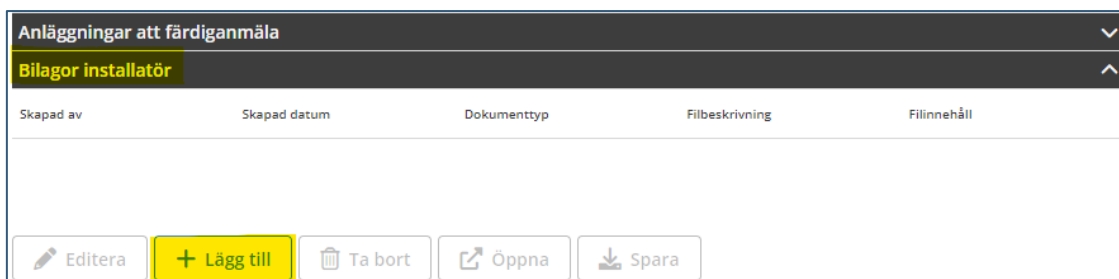 Anläggningar att färdiganmäla
Bilagor installatör
Skapad av Skapad datum Dokumenttyp Filbeskrivning Filinnehåll
Editera + Lägg till Ta bort Öppna Spara